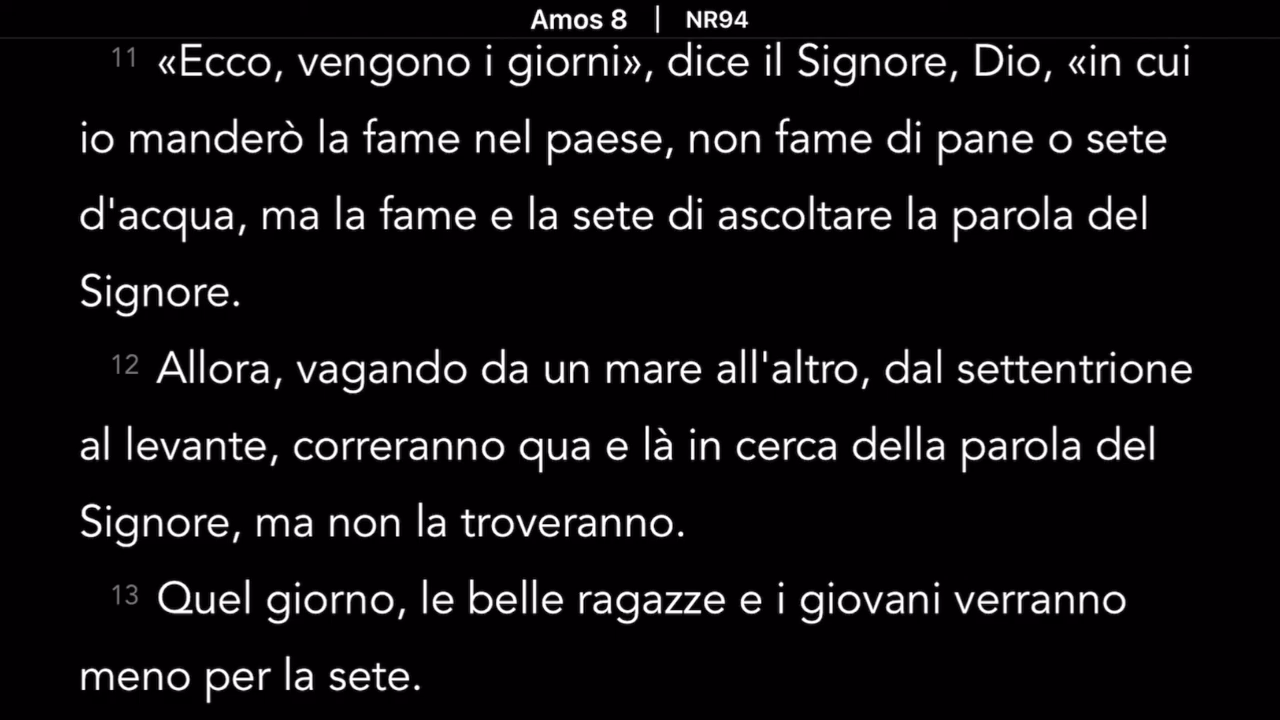 Amos 8 | NR94
11 «Ecco, vengono i giorni», dice il Signore, Dio, «in cui
io manderò la fame nel paese, non fame di pane o sete
d'acqua, ma la fame e la sete di ascoltare la parola del
Signore.
12 Allora, vagando da un mare all'altro, dal settentrione
al levante, correranno qua e là in cerca della parola del
Signore, ma non la troveranno.
13 Quel giorno, le belle ragazze e i giovani verranno
meno per la sete.